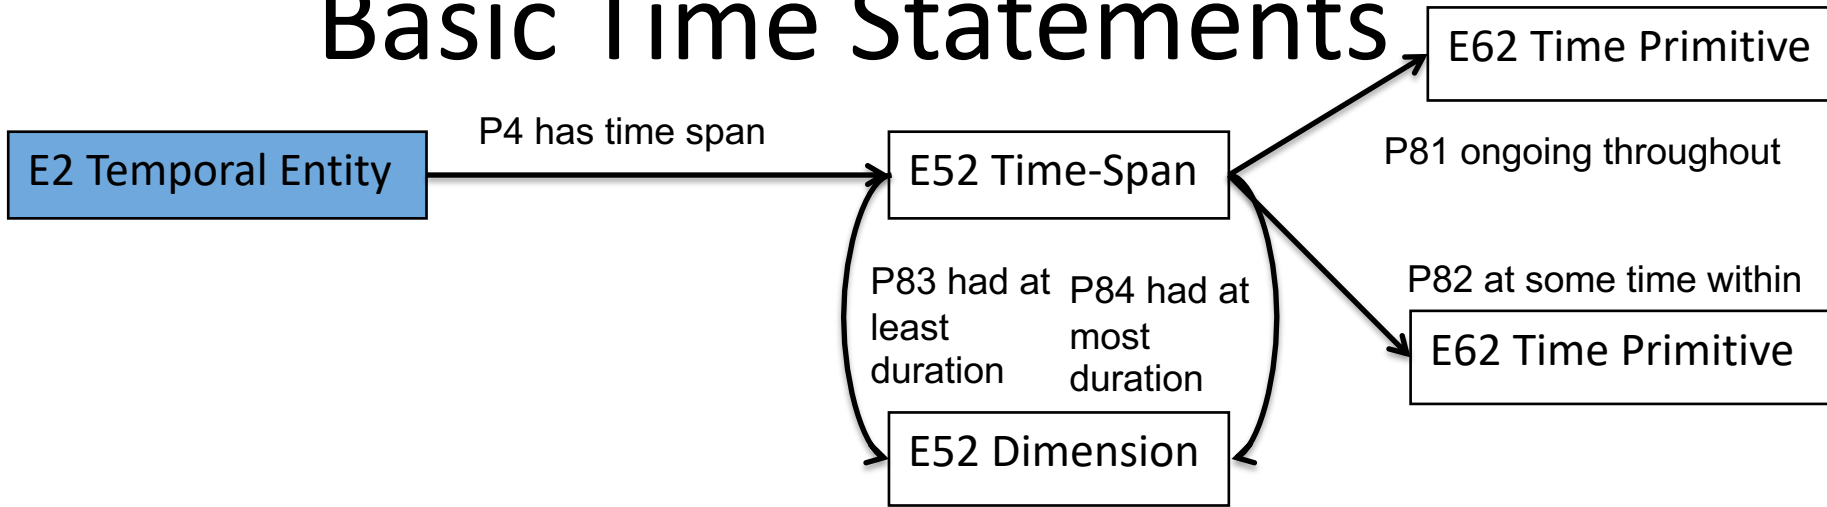 Basic Time Statements
E62 Time Primitive
P4 has time span
E2 Temporal Entity
E52 Time-Span
P81 ongoing throughout
P83 had at
least
duration
P84 had at
most
duration
P82 at some time within
E62 Time Primitive
E52 Dimension